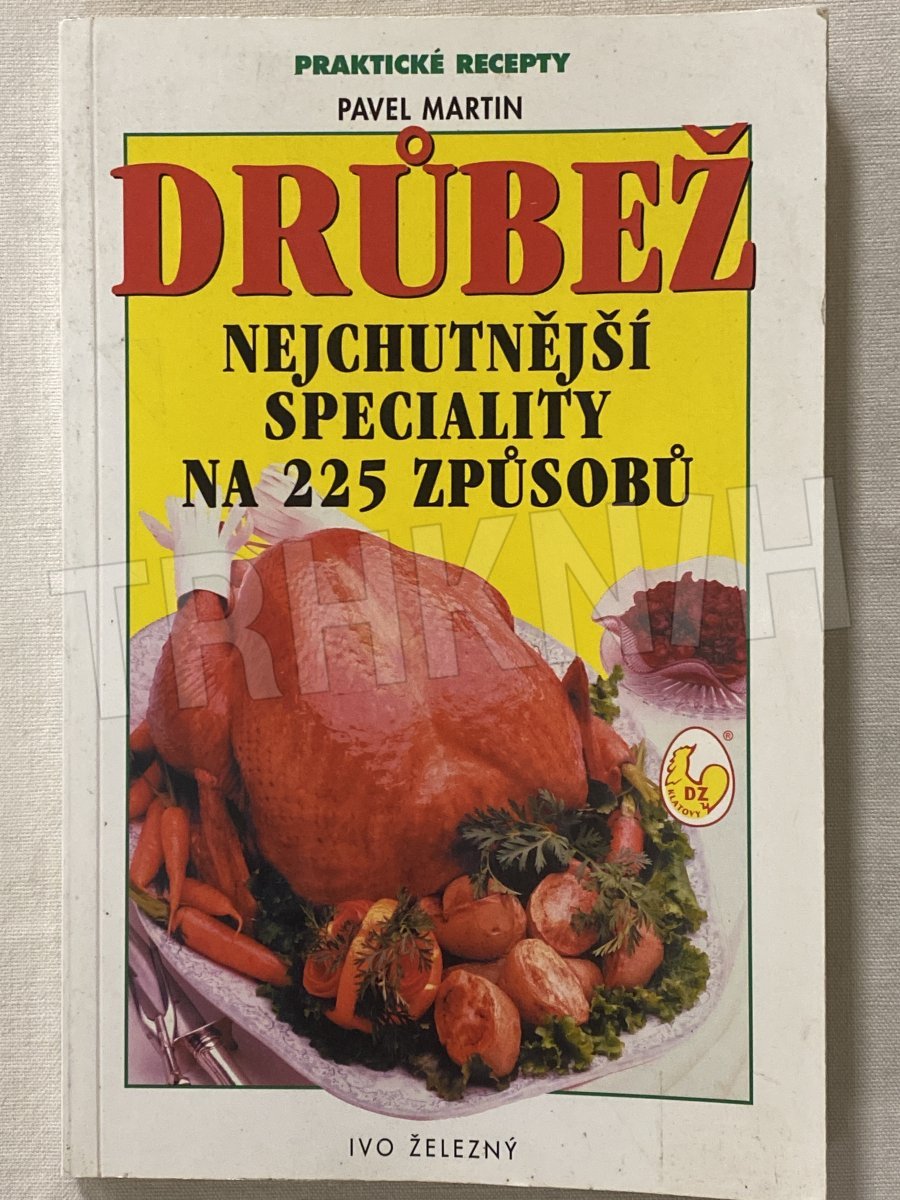 PRAKTICKÉ RECEPTY
PAVEL MARTIN
DRŮBEŽ
NEJCHUTNĚJŠÍ
SPECIALITY
NA 225 ZPŮSOBŮ
TRHKNIH
®
DZ
KLATOVY
IVO ŽELEZNÝ